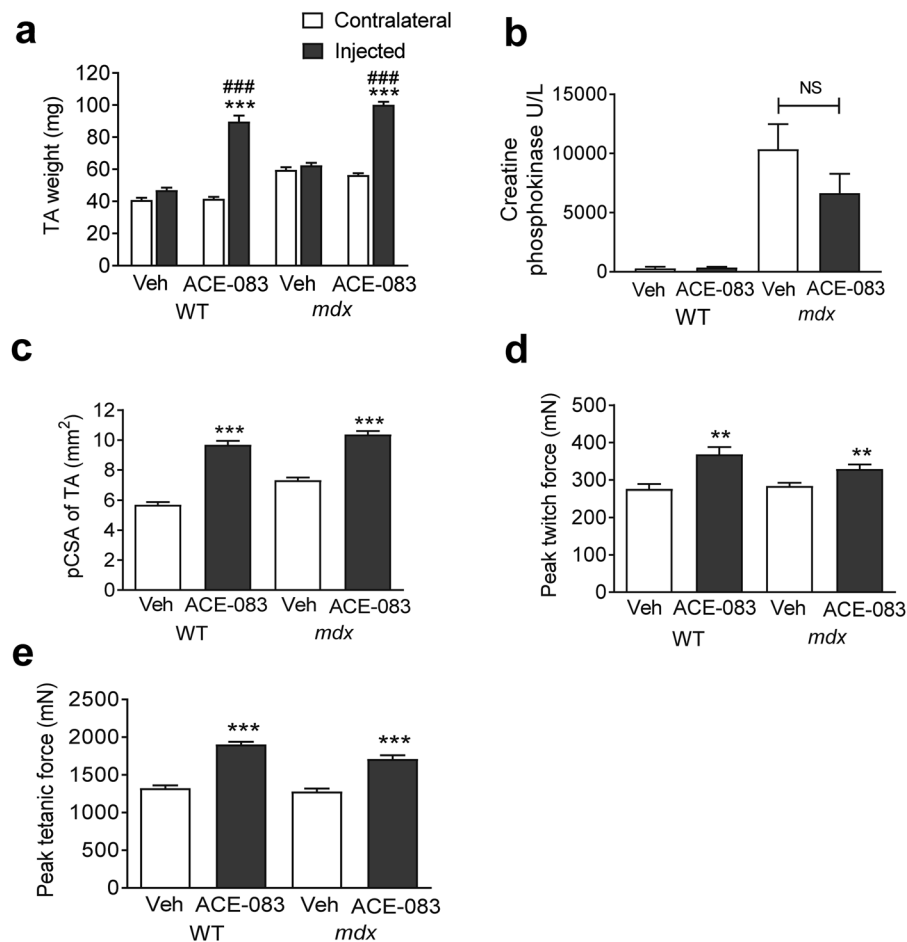 a
Contralateral
Injected
TA weight (mg)
120
100
80
60
40
20
0
###
***
###
***
Veh ACE-083 Veh ACE-083
WT mdx
b
Creatine
phosphokinase U/L
15000
10000
5000
0
NS
Veh ACE-083 Veh ACE-083
WT mdx
c
pCSA of TA (mm²)
12
10
8
6
4
2
0
***
***
Veh ACE-083 Veh ACE-083
WT mdx
d
Peak twitch force (mN)
500
400
300
200
100
0
**
**
Veh ACE-083 Veh ACE-083
WT mdx
e
Peak tetanic force (mN)
2500
2000
1500
1000
500
0
***
***
Veh ACE-083 Veh ACE-083
WT mdx